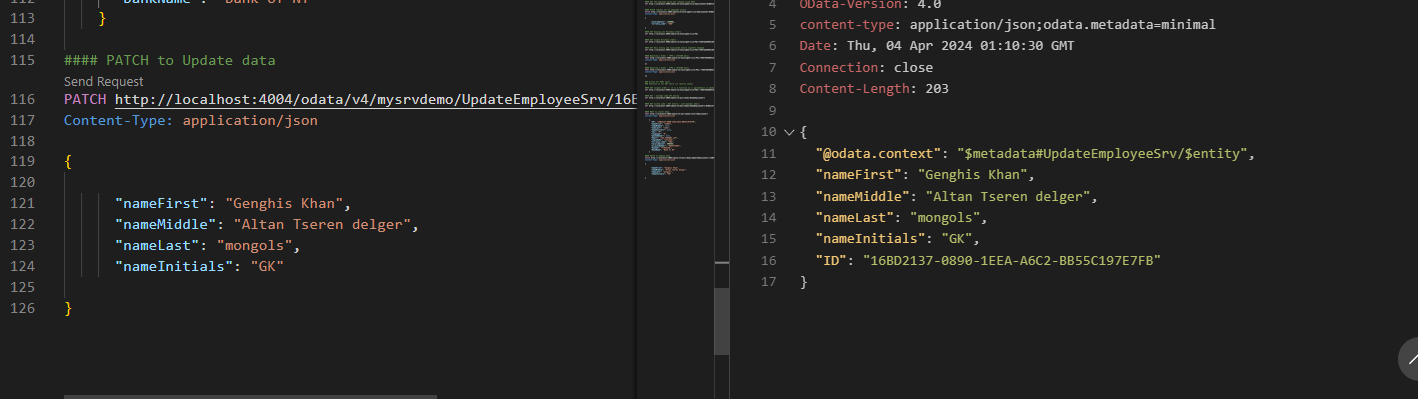 112 "BankName": "Bank of NY"
113 }
114
115 #### PATCH to Update data
Send Request
116 PATCH http://localhost:4004/odata/v4/mysrvdemo/UpdateEmployeeSrv/16B
117 Content-Type: application/json
118
119 {
120
121 "nameFirst": "Genghis Khan",
122 "nameMiddle": "Altan Tseren delger",
123 "nameLast": "mongols",
124 "nameInitials": "GK"
125
126 }
4 OData-Version: 4.0
5 content-type: application/json;odata.metadata=minimal
6 Date: Thu, 04 Apr 2024 01:10:30 GMT
7 Connection: close
8 Content-Length: 203
9
10 {
11 "@odata.context": "$metadata#UpdateEmployeeSrv/$entity",
12 "nameFirst": "Genghis Khan",
13 "nameMiddle": "Altan Tseren delger",
14 "nameLast": "mongols",
15 "nameInitials": "GK",
16 "ID": "16BD2137-0890-1EEA-A6C2-BB55C197E7FB"
17 }